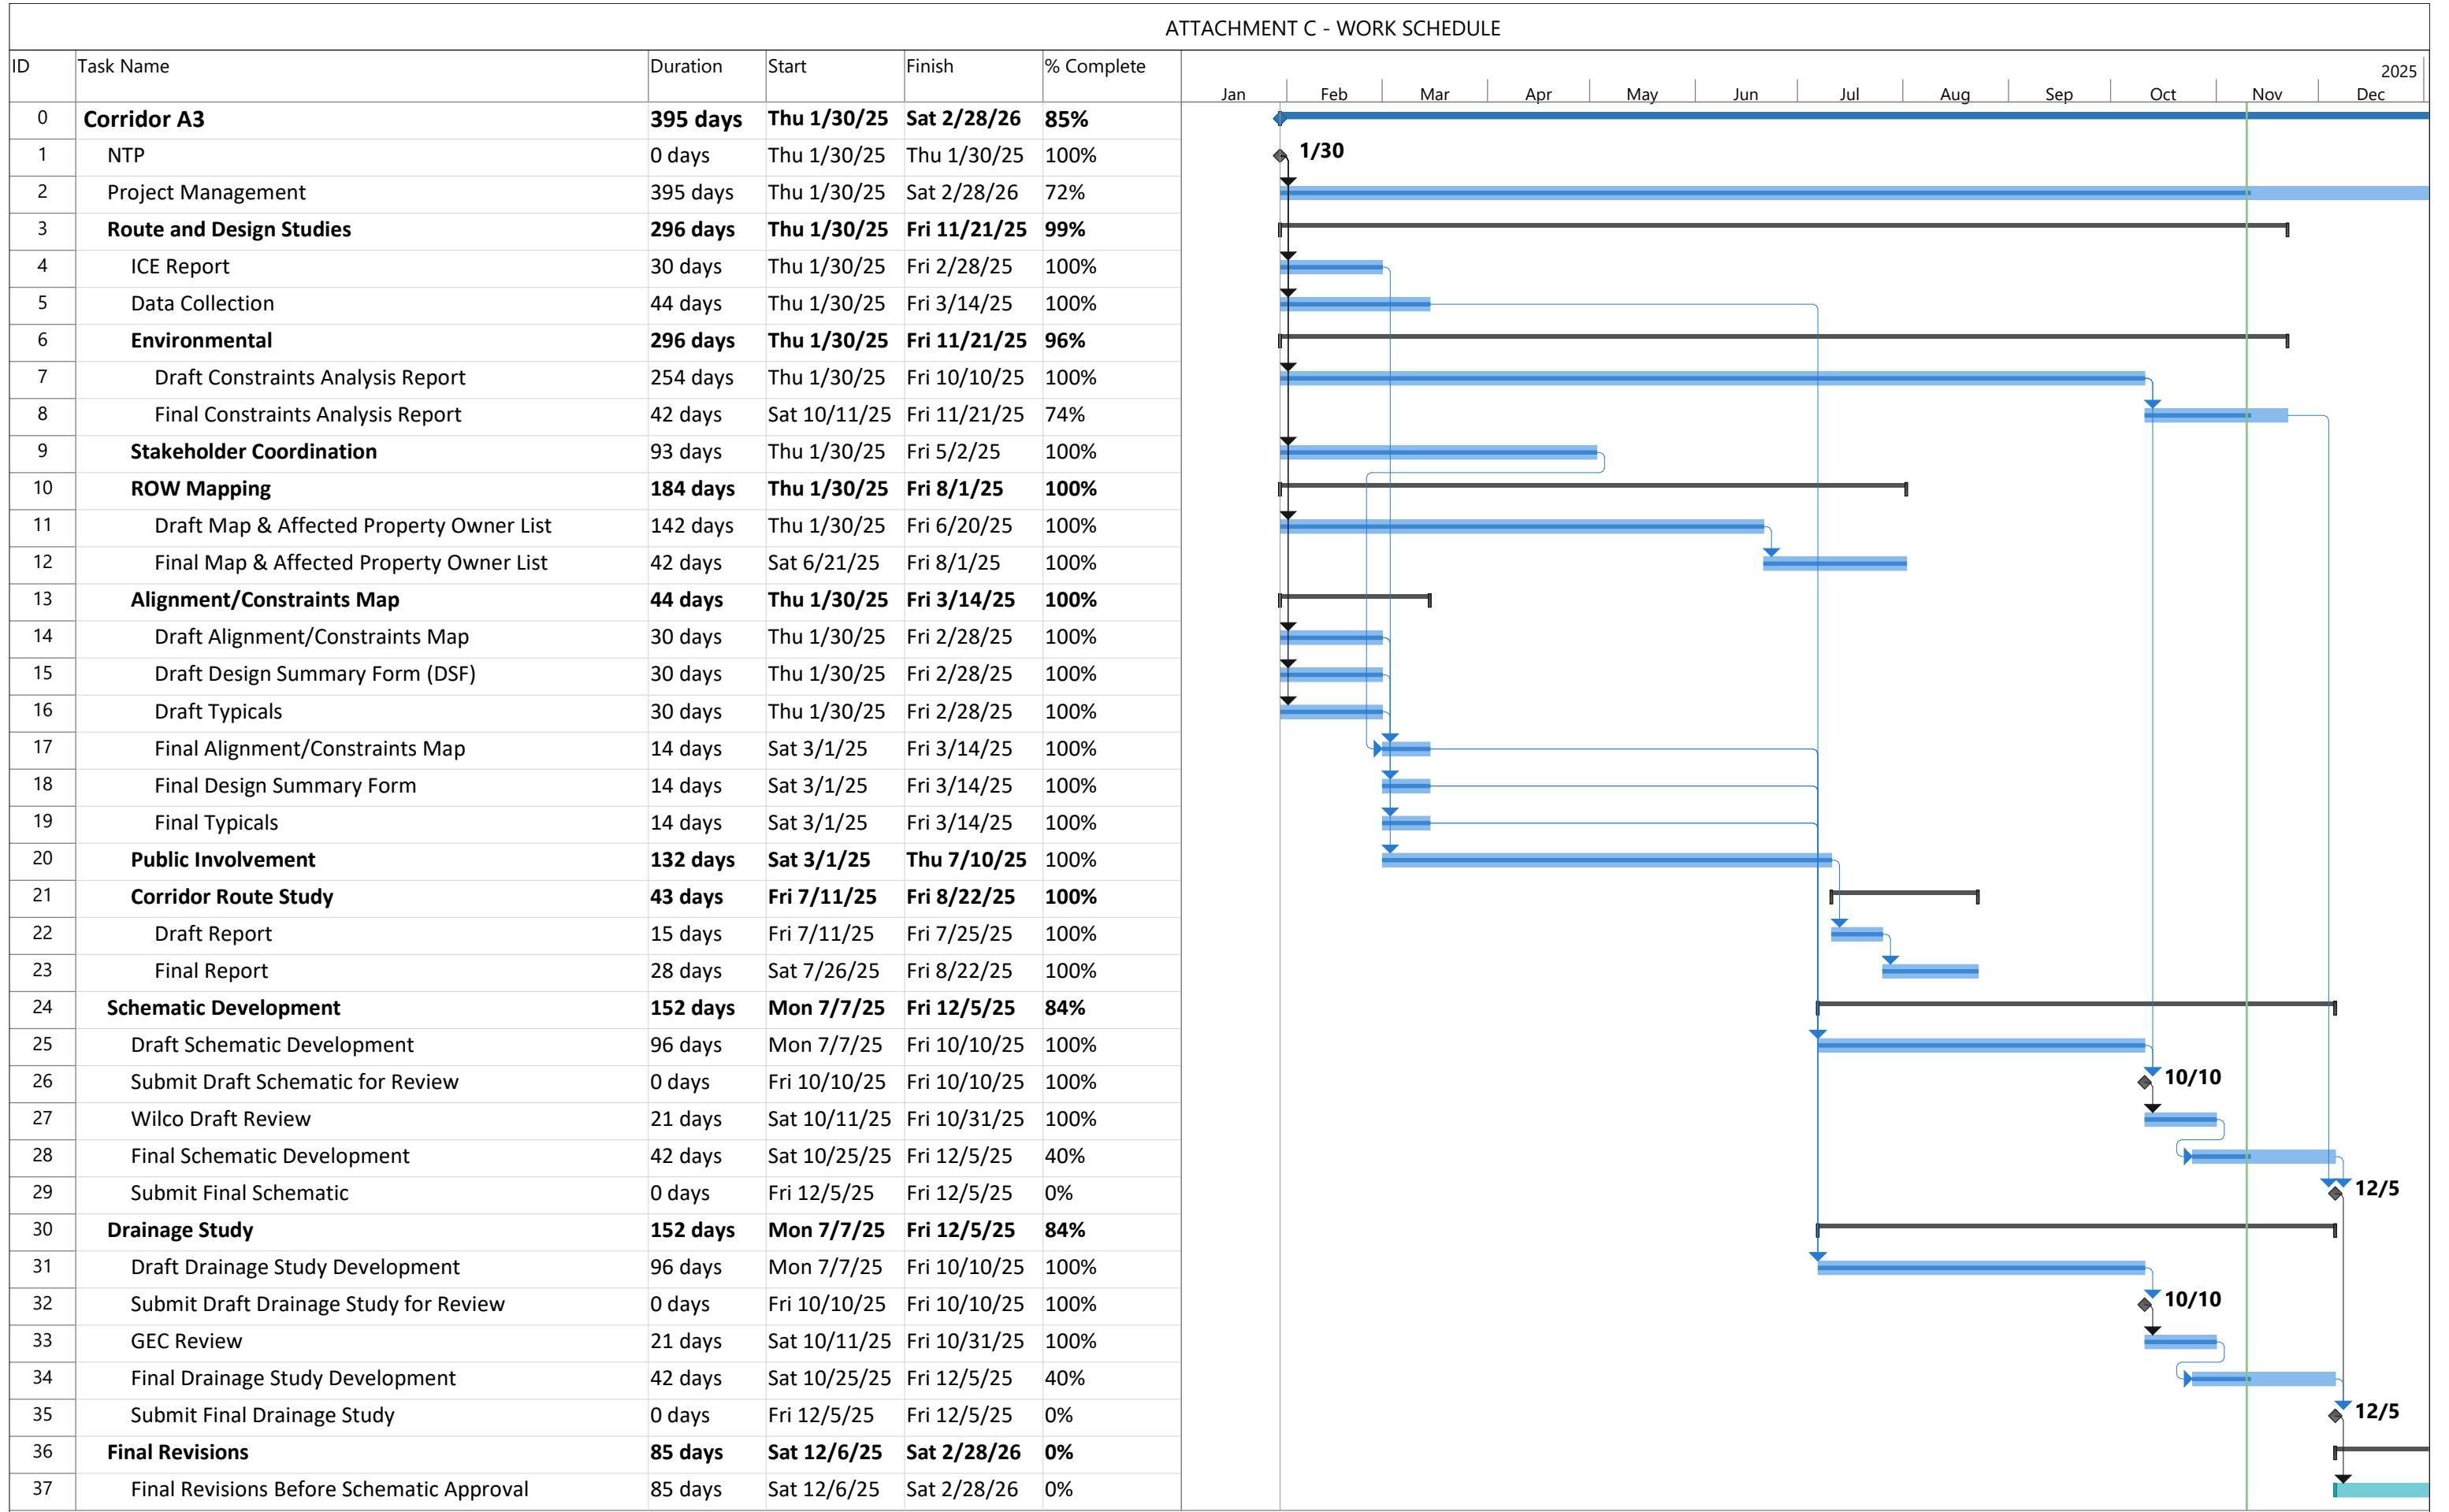 ATTACHMENT C - WORK SCHEDULE
ID Task Name Duration Start Finish % Complete
2025
Jan Feb Mar Apr May Jun Jul Aug Sep Oct Nov Dec
0 Corridor A3 395 days Thu 1/30/25 Sat 2/28/26 85%
1 NTP 0 days Thu 1/30/25 Thu 1/30/25 100% 1/30
2 Project Management 395 days Thu 1/30/25 Sat 2/28/26 72%
3 Route and Design Studies 296 days Thu 1/30/25 Fri 11/21/25 99%
4 ICE Report 30 days Thu 1/30/25 Fri 2/28/25 100%
5 Data Collection 44 days Thu 1/30/25 Fri 3/14/25 100%
6 Environmental 296 days Thu 1/30/25 Fri 11/21/25 96%
7 Draft Constraints Analysis Report 254 days Thu 1/30/25 Fri 10/10/25 100%
8 Final Constraints Analysis Report 42 days Sat 10/11/25 Fri 11/21/25 74%
9 Stakeholder Coordination 93 days Thu 1/30/25 Fri 5/2/25 100%
10 ROW Mapping 184 days Thu 1/30/25 Fri 8/1/25 100%
11 Draft Map & Affected Property Owner List 142 days Thu 1/30/25 Fri 6/20/25 100%
12 Final Map & Affected Property Owner List 42 days Sat 6/21/25 Fri 8/1/25 100%
13 Alignment/Constraints Map 44 days Thu 1/30/25 Fri 3/14/25 100%
14 Draft Alignment/Constraints Map 30 days Thu 1/30/25 Fri 2/28/25 100%
15 Draft Design Summary Form (DSF) 30 days Thu 1/30/25 Fri 2/28/25 100%
16 Draft Typicals 30 days Thu 1/30/25 Fri 2/28/25 100%
17 Final Alignment/Constraints Map 14 days Sat 3/1/25 Fri 3/14/25 100%
18 Final Design Summary Form 14 days Sat 3/1/25 Fri 3/14/25 100%
19 Final Typicals 14 days Sat 3/1/25 Fri 3/14/25 100%
20 Public Involvement 132 days Sat 3/1/25 Thu 7/10/25 100%
21 Corridor Route Study 43 days Fri 7/11/25 Fri 8/22/25 100%
22 Draft Report 15 days Fri 7/11/25 Fri 7/25/25 100%
23 Final Report 28 days Sat 7/26/25 Fri 8/22/25 100%
24 Schematic Development 152 days Mon 7/7/25 Fri 12/5/25 84%
25 Draft Schematic Development 96 days Mon 7/7/25 Fri 10/10/25 100%
26 Submit Draft Schematic for Review 0 days Fri 10/10/25 Fri 10/10/25 100% 10/10
27 Wilco Draft Review 21 days Sat 10/11/25 Fri 10/31/25 100%
28 Final Schematic Development 42 days Sat 10/25/25 Fri 12/5/25 40%
29 Submit Final Schematic 0 days Fri 12/5/25 Fri 12/5/25 0% 12/5
30 Drainage Study 152 days Mon 7/7/25 Fri 12/5/25 84%
31 Draft Drainage Study Development 96 days Mon 7/7/25 Fri 10/10/25 100%
32 Submit Draft Drainage Study for Review 0 days Fri 10/10/25 Fri 10/10/25 100% 10/10
33 GEC Review 21 days Sat 10/11/25 Fri 10/31/25 100%
34 Final Drainage Study Development 42 days Sat 10/25/25 Fri 12/5/25 40%
35 Submit Final Drainage Study 0 days Fri 12/5/25 Fri 12/5/25 0% 12/5
36 Final Revisions 85 days Sat 12/6/25 Sat 2/28/26 0%
37 Final Revisions Before Schematic Approval 85 days Sat 12/6/25 Sat 2/28/26 0%